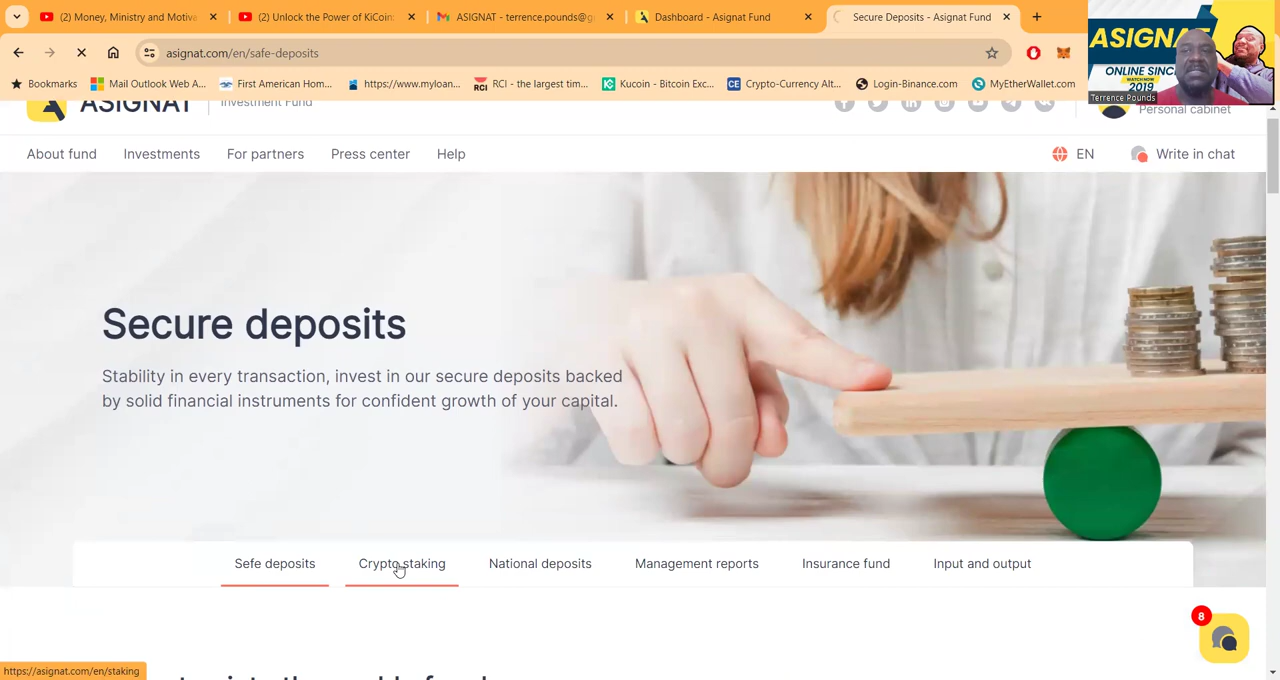 (2) Money, Ministry and Motiva
(2) Unlock the Power of KiCoin:
ASIGNAT - terrence.pounds@g
Dashboard - Asignat Fund
Secure Deposits - Asignat Fund
asignat.com/en/safe-deposits
Bookmarks
Mail Outlook Web A...
First American Hom...
https://www.myloan...
RCI - the largest tim...
Kucoin - Bitcoin Exc...
Crypto-Currency Alt...
Login-Binance.com
MyEtherWallet.com
ASIGNAT
ONLINE SINC
WATCH NOW
2019
Terrence Pounds
ASIGNAT
Investment Fund
Personal cabinet
About fund
Investments
For partners
Press center
Help
EN
Write in chat
Secure deposits
Stability in every transaction, invest in our secure deposits backed
by solid financial instruments for confident growth of your capital.
Sefe deposits
Crypto staking
National deposits
Management reports
Insurance fund
Input and output
8
https://asignat.com/en/staking